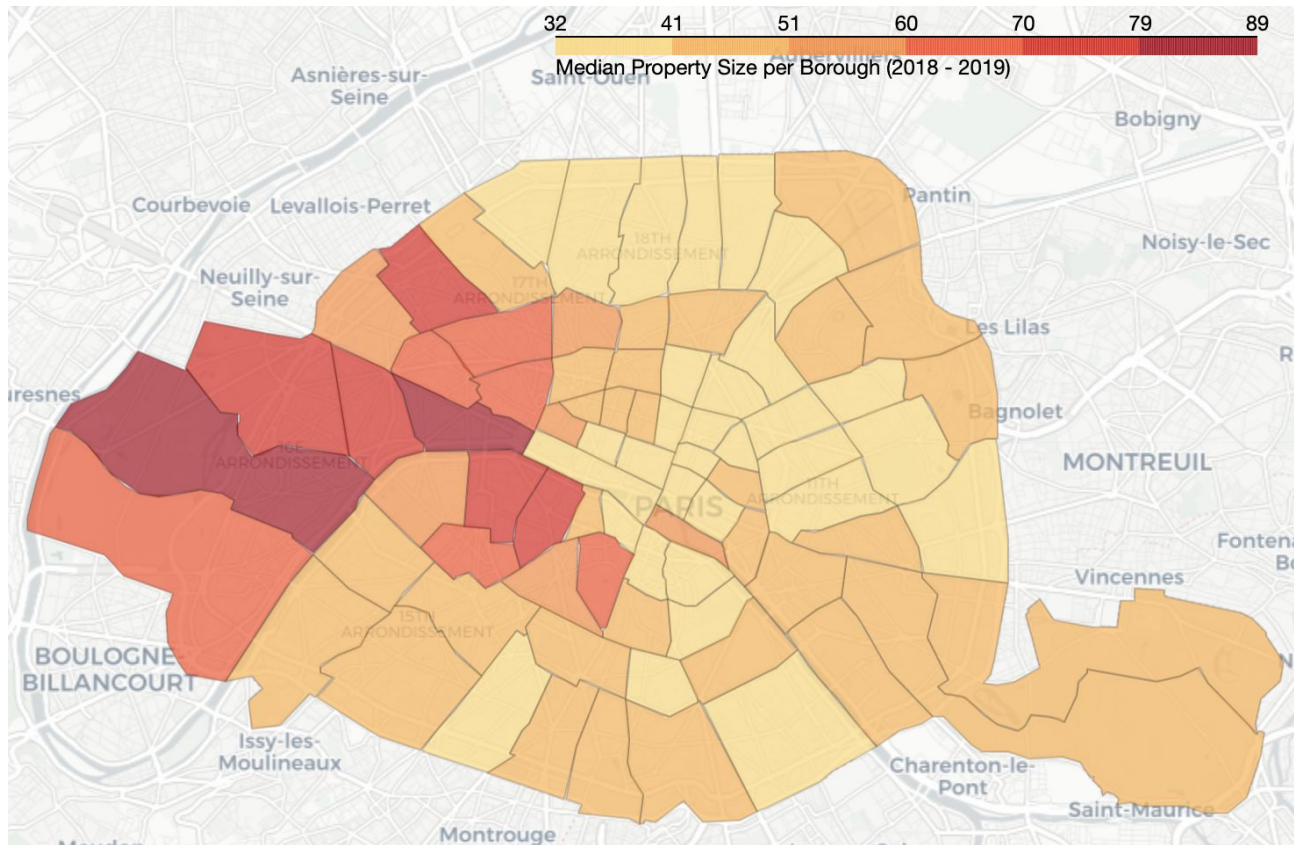 32 41 51 60 70 79 89
Median Property Size per Borough (2018 - 2019)
Aubervilliers
Asnières-sur-
Seine
Saint-Ouen
Bobigny
Pantin
Courbevoie
Levallois-Perret
Noisy-le-Sec
18TH
ARRONDISSEMENT
Neuilly-sur-
Seine
17TH
ARRONDISSEMENT
Les Lilas
uresnes
Bagnolet
16E
ARRONDISSEMENT
MONTREUIL
11TH
ARRONDISSEMENT
PARIS
Fonten
Vincennes
15TH
ARRONDISSEMENT
BOULOGNE-
BILLANCOURT
Issy-les-
Moulineaux
Charenton-le-
Pont
Saint-Maurice
Montrouge